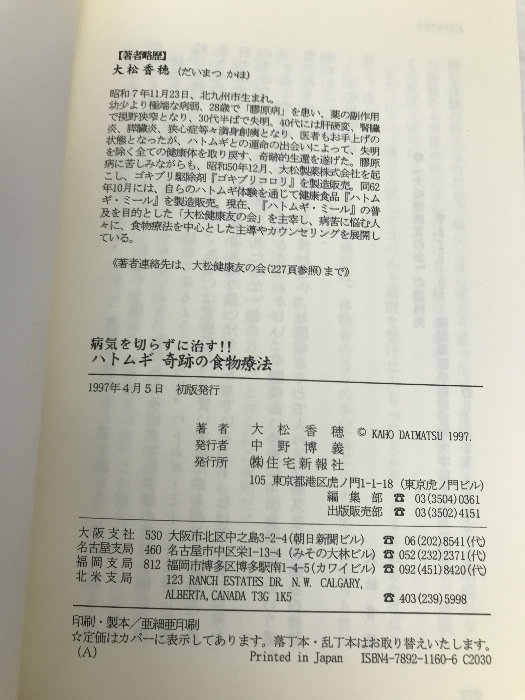 【著者略歴】
大松香穂（だいまつ かほ）
昭和７年11月23日、北九州市生まれ。
幼少より極端な病弱、28歳で「膠原病」を患い、薬の副作用
で視野狭窄となり、30代半ばで失明。40代には肝硬変、腎臓
炎、膵臓炎、狭心症等々満身創痍となり、医者もお手上げの
状態となったが、ハトムギとの運命の出会いによって、失明
を除く全ての健康体を取り戻す、奇跡的生還を遂げた。膠原
病に苦しみながらも、昭和50年12月、大松製薬株式会社を起
こし、ゴキブリ駆除剤『ゴキブリコロリ』を製造販売。同62
年10月には、自らのハトムギ体験を通じて健康食品『ハトム
ギ・ミール』を製造販売。現在、『ハトムギ・ミール』の普
及を目的とした「大松健康友の会」を主宰し、病苦に悩む人
々に、食物療法を中心とした主導やカウンセリングを展開し
ている。
《著者連絡先は、大松健康友の会(227頁参照)まで》
病気を切らずに治す!!
ハトムギ 奇跡の食物療法
1997年４月５日 初版発行
著者 大松香穂 © KAHO DAIMATSU 1997.
発行者 中野博義
発行所 ㈱住宅新報社
105 東京都港区虎ノ門1-1-18（東京虎ノ門ビル）
編集部 ☎ 03(3504)0361
出版販売部 ☎ 03(3502)4151
大阪支社 530 大阪市北区中之島3-2-4(朝日新聞ビル) ☎ 06(202)8541(代)
名古屋支局 460 名古屋市中区栄1-13-4（みその大林ビル）☎ 052(232)2371(代)
福岡支局 812 福岡市博多区博多駅南1-4-5(カワイビル) ☎ 092(451)8420(代)
北米支局 123 RANCH ESTATES DR. N.W. CALGARY,
ALBERTA, CANADA T3G 1K5 ☎ 403(239)5998
印刷・製本／亜細亜印刷
☆定価はカバーに表示してあります。落丁本・乱丁本はお取り替えいたします。
（A） Printed in Japan ISBN4-7892-1160-6 C2030